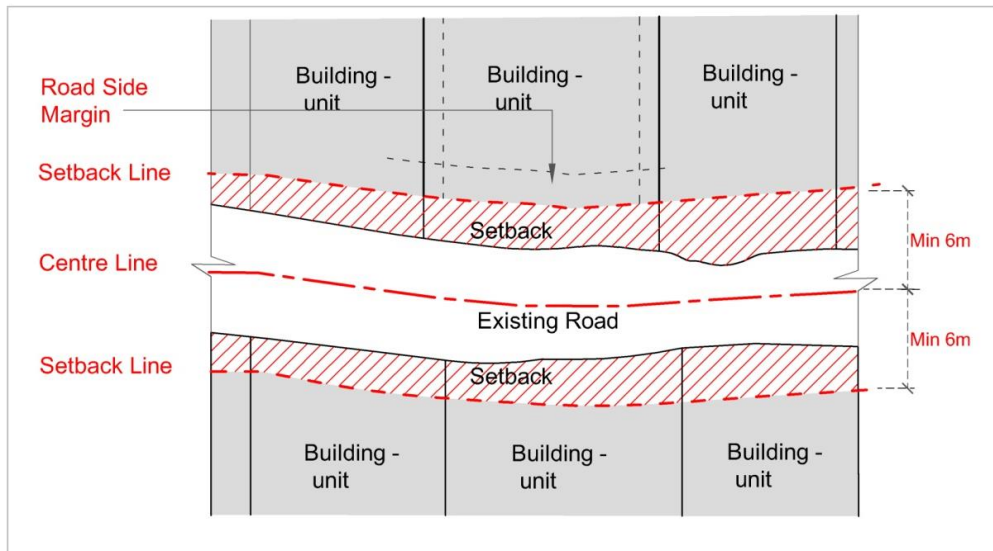 Building -
unit
Building -
unit
Building -
unit
Road Side
Margin
Setback Line
Setback
Min 6m
Centre Line
Existing Road
Min 6m
Setback Line
Setback
Building -
unit
Building -
unit
Building -
unit